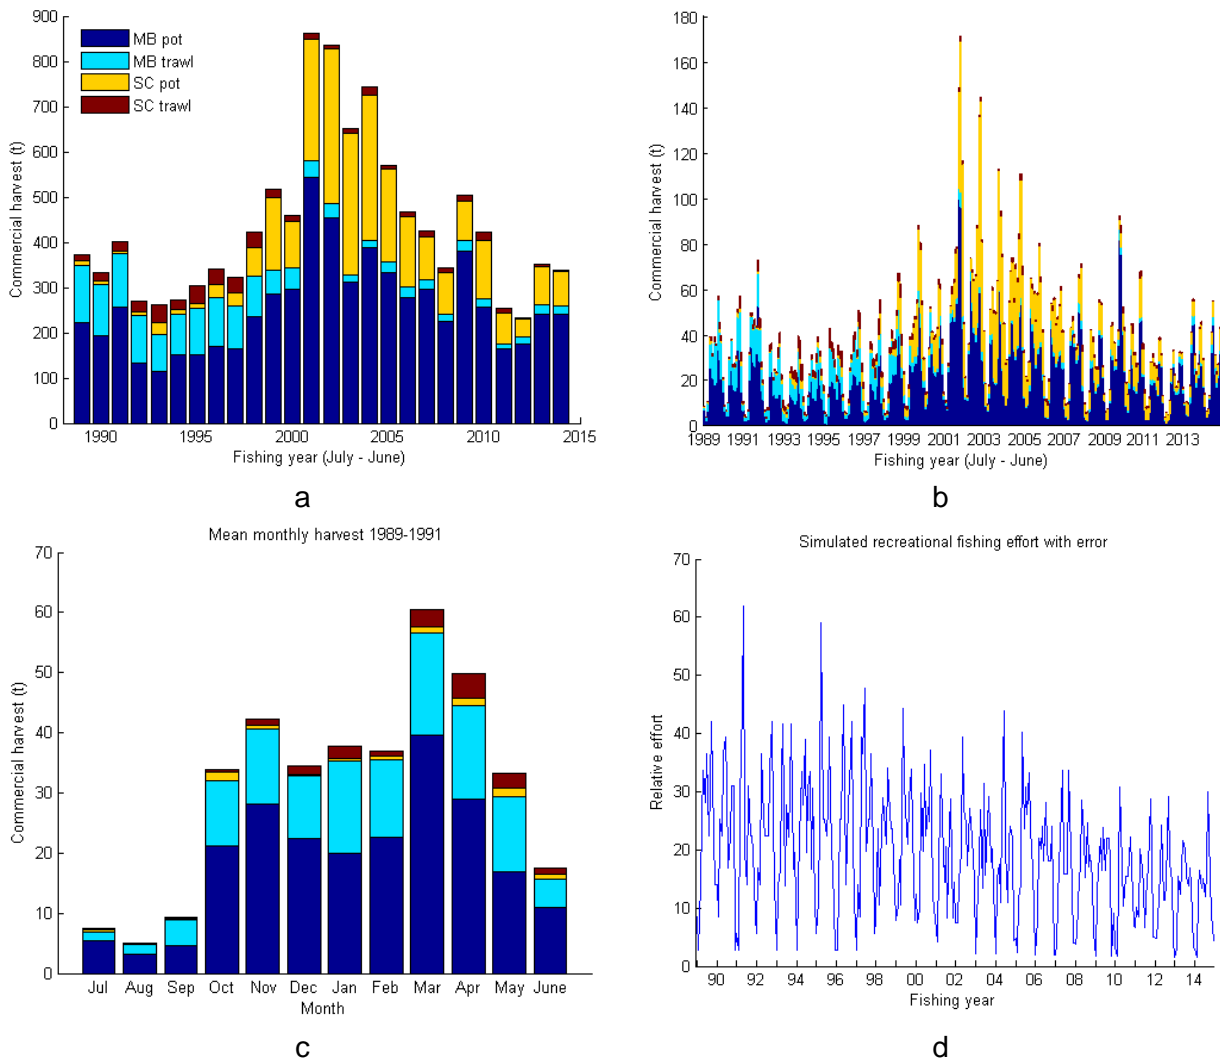 900
800
700
600
500
400
300
200
100
0
Commercial harvest (t)
MB pot
MB trawl
SC pot
SC trawl
1990 1995 2000 2005 2010 2015
Fishing year (July - June)
a
180
160
140
120
100
80
60
40
20
0
Commercial harvest (t)
1989 1991 1993 1995 1997 1999 2001 2003 2005 2007 2009 2011 2013
Fishing year (July - June)
b
Mean monthly harvest 1989-1991
70
60
50
40
30
20
10
0
Commercial harvest (t)
Jul Aug Sep Oct Nov Dec Jan Feb Mar Apr May June
Month
c
Simulated recreational fishing effort with error
70
60
50
40
30
20
10
0
Relative effort
90 92 94 96 98 00 02 04 06 08 10 12 14
Fishing year
d